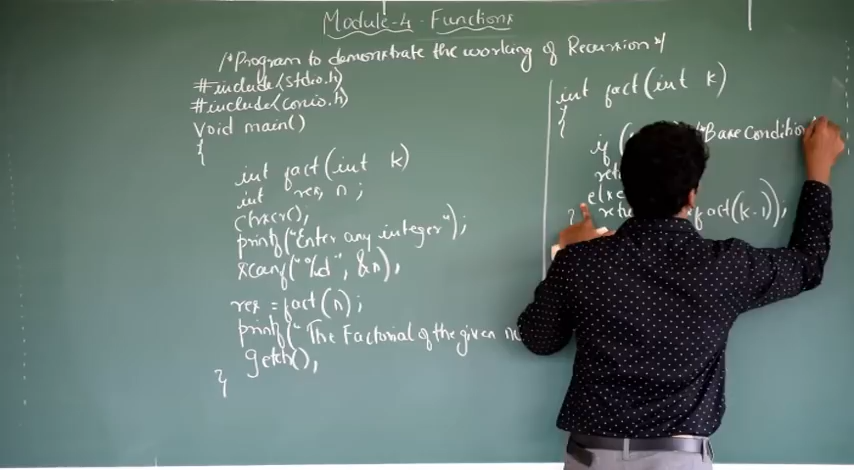 Module-4 - Functions
/*Program to demonstrate the working of Recursion*/
#include<stdio.h>
#include<conio.h>
Void main()
{
int fact(int k)
int res, n;
clrscr();
printf("Enter any integer");
scanf("%d", &n);
res = fact(n);
printf("The Factorial of the given
getch();
}
int fact(int k)
{
if ( /*Base Condition
else
fact(k-1);
}